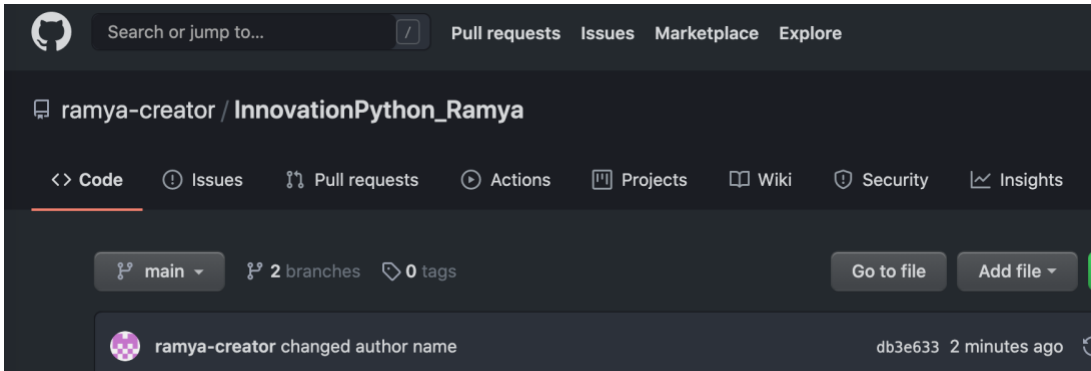 Search or jump to... / Pull requests Issues Marketplace Explore
ramya-creator / InnovationPython_Ramya
Code Issues Pull requests Actions Projects Wiki Security Insights
main 2 branches 0 tags Go to file Add file
ramya-creator changed author name db3e633 2 minutes ago